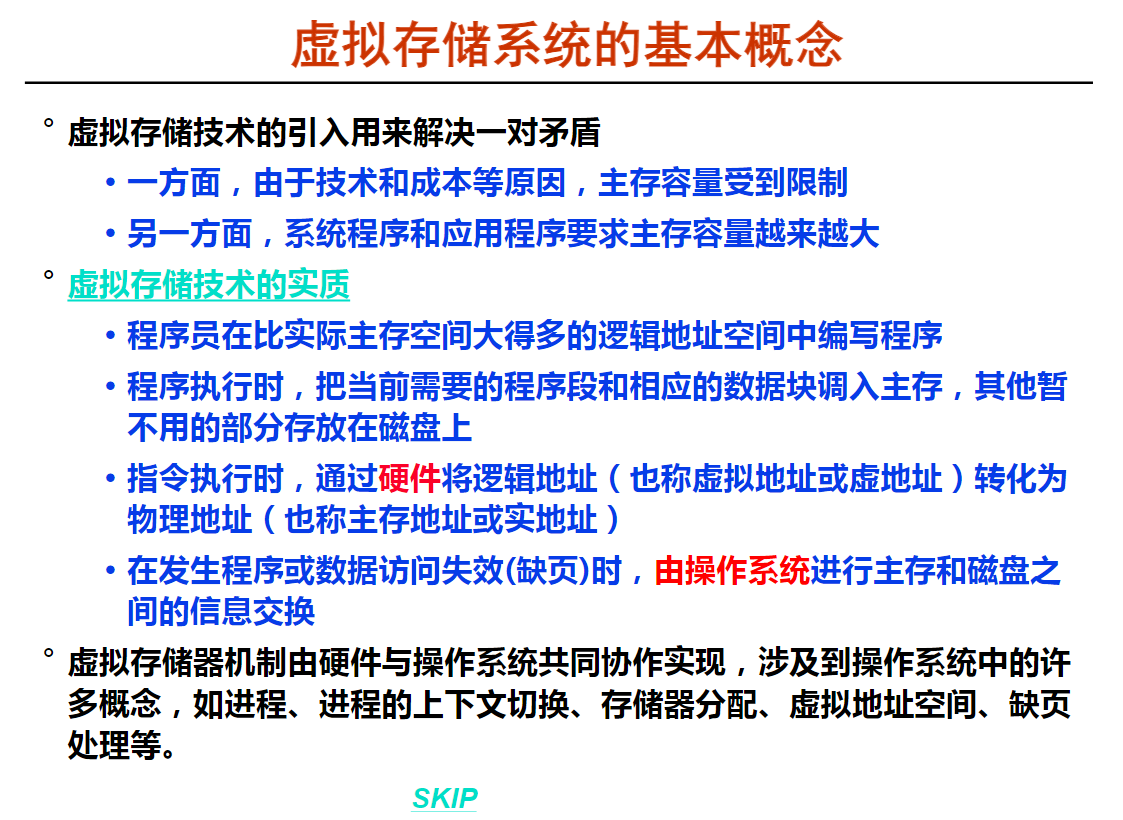 虚拟存储系统的基本概念
° 虚拟存储技术的引入用来解决一对矛盾
• 一方面，由于技术和成本等原因，主存容量受到限制
• 另一方面，系统程序和应用程序要求主存容量越来越大
° 虚拟存储技术的实质
• 程序员在比实际主存空间大得多的逻辑地址空间中编写程序
• 程序执行时，把当前需要的程序段和相应的数据块调入主存，其他暂
不用的部分存放在磁盘上
• 指令执行时，通过硬件将逻辑地址（也称虚拟地址或虚地址）转化为
物理地址（也称主存地址或实地址）
• 在发生程序或数据访问失效(缺页)时，由操作系统进行主存和磁盘之
间的信息交换
° 虚拟存储器机制由硬件与操作系统共同协作实现，涉及到操作系统中的许
多概念，如进程、进程的上下文切换、存储器分配、虚拟地址空间、缺页
处理等。
SKIP